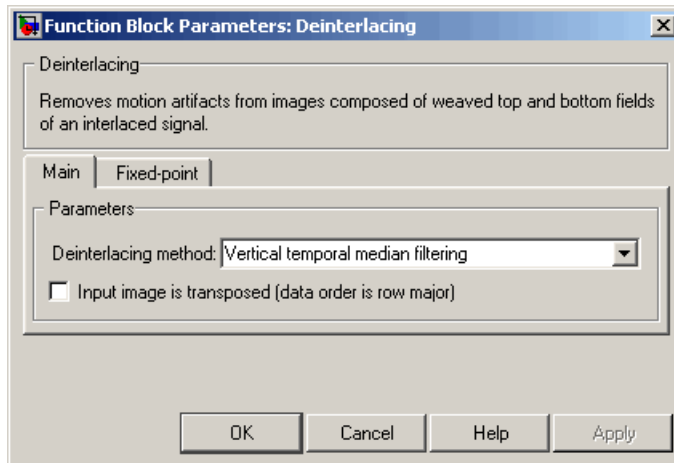 Function Block Parameters: Deinterlacing
Deinterlacing
Removes motion artifacts from images composed of weaved top and bottom fields
of an interlaced signal.
Main Fixed-point
Parameters
Deinterlacing method: Vertical temporal median filtering
Input image is transposed (data order is row major)
OK Cancel Help Apply